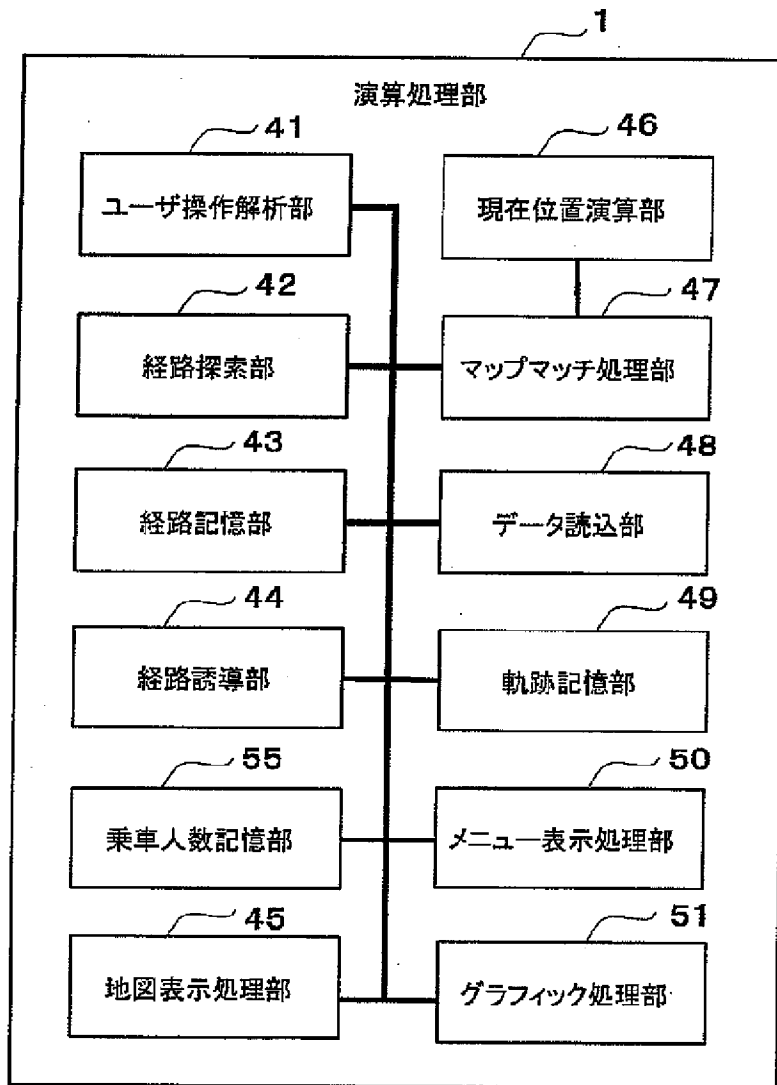 1
演算処理部
41
ユーザ操作解析部
46
現在位置演算部
42
経路探索部
47
マップマッチ処理部
43
経路記憶部
48
データ読込部
44
経路誘導部
49
軌跡記憶部
55
乗車人数記憶部
50
メニュー表示処理部
45
地図表示処理部
51
グラフィック処理部